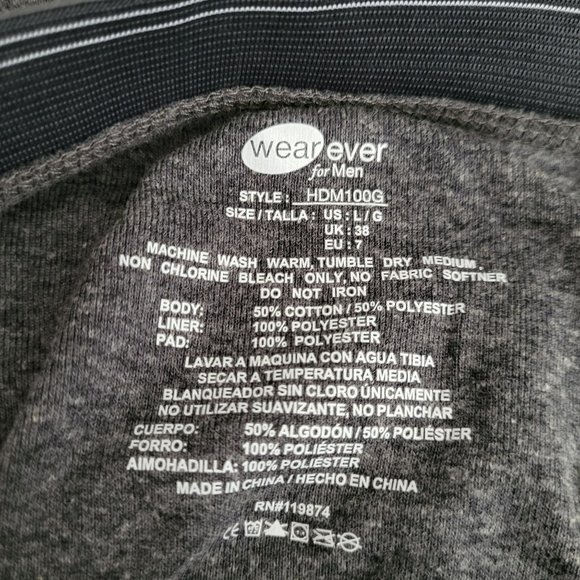 wear ever
for Men
STYLE : HDM100G
SIZE / TALLA : US : L / G
UK : 38
EU : 7
MACHINE WASH WARM, TUMBLE DRY MEDIUM,
NON CHLORINE BLEACH ONLY, NO FABRIC SOFTNER
DO NOT IRON
BODY: 50% COTTON / 50% POLYESTER
LINER: 100% POLYESTER
PAD: 100% POLYESTER
LAVAR A MAQUINA CON AGUA TIBIA
SECAR A TEMPERATURA MEDIA
BLANQUEADOR SIN CLORO ÚNICAMENTE
NO UTILIZAR SUAVIZANTE, NO PLANCHAR
CUERPO: 50% ALGODÓN / 50% POLIÉSTER
FORRO: 100% POLIÉSTER
AIMOHADILLA: 100% POLIÉSTER
MADE IN CHINA / HECHO EN CHINA
RN#119874
CE